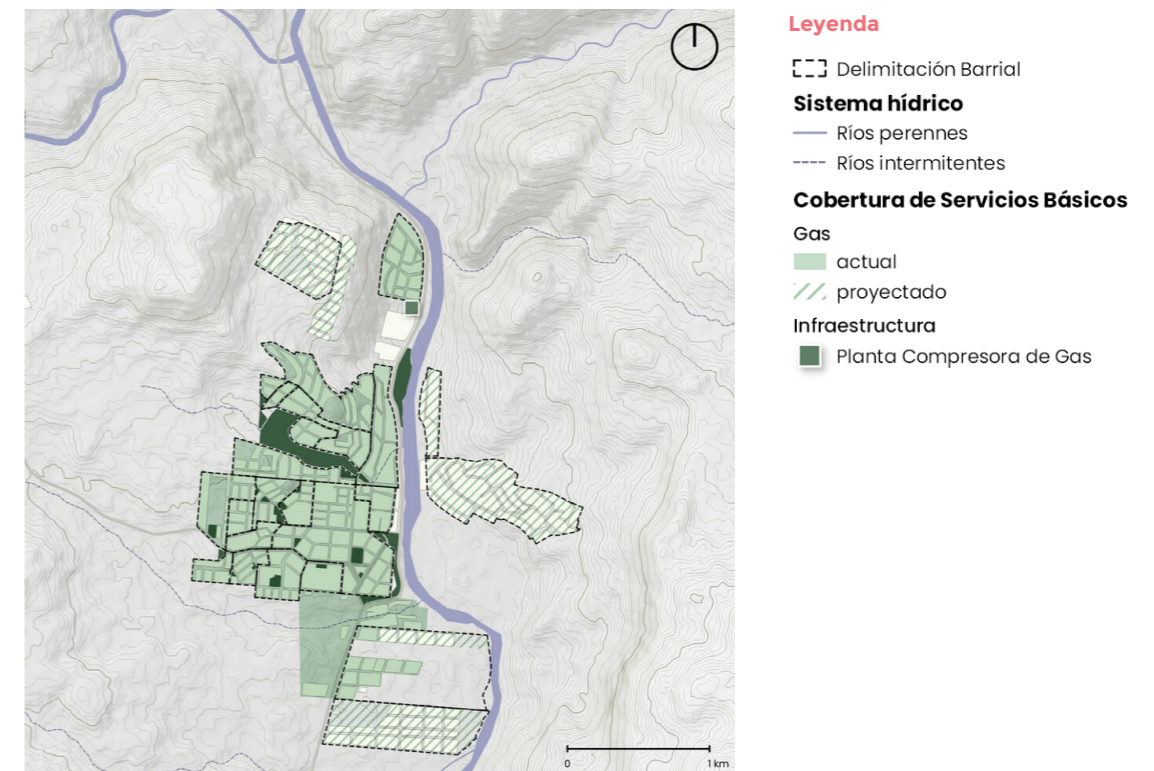 Leyenda
Delimitación Barrial
Sistema hídrico
Ríos perennes
Ríos intermitentes
Cobertura de Servicios Básicos
Gas
actual
proyectado
Infraestructura
Planta Compresora de Gas
0 1 km